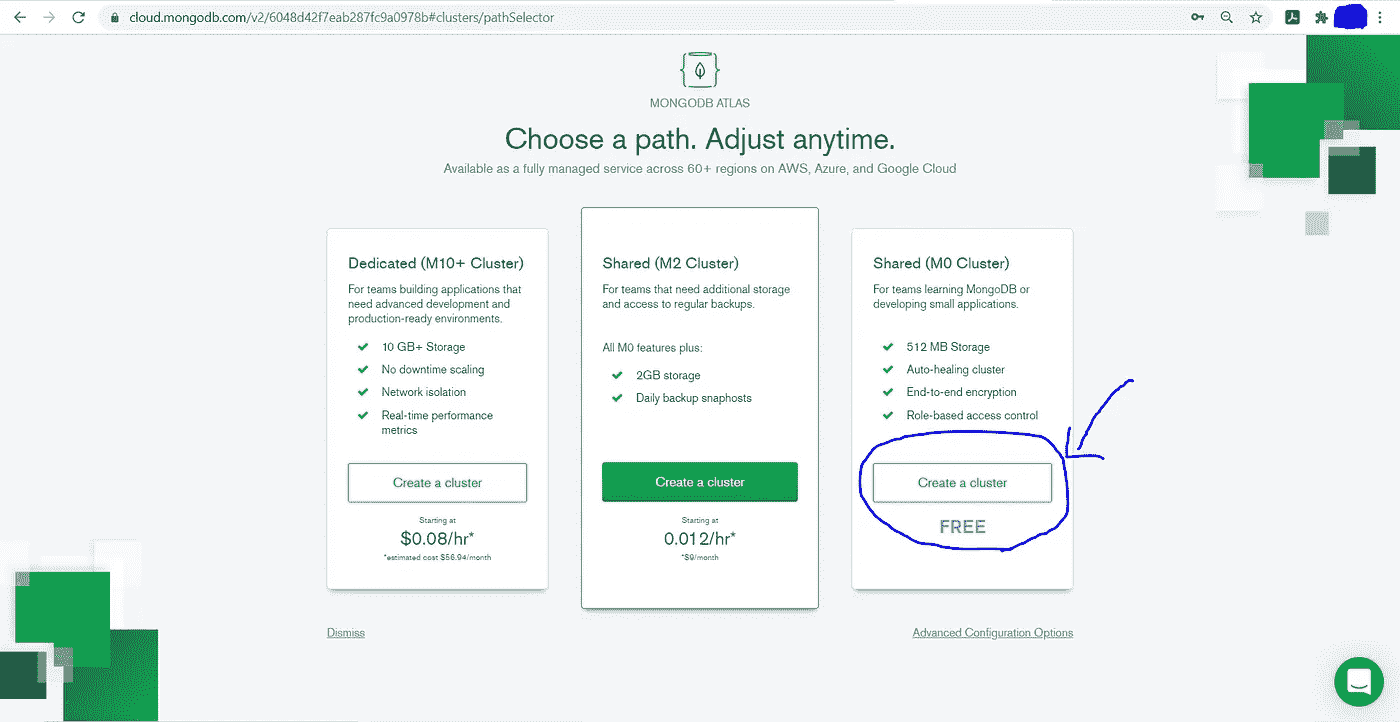 cloud.mongodb.com/v2/6048d42f7eab287fc9a0978b#clusters/pathSelector
MONGODB ATLAS
Choose a path. Adjust anytime.
Available as a fully managed service across 60+ regions on AWS, Azure, and Google Cloud
Dedicated (M10+ Cluster)
For teams building applications that
need advanced development and
production-ready environments.
10 GB+ Storage
No downtime scaling
Network isolation
Real-time performance
metrics
Create a cluster
Starting at
$0.08/hr*
*estimated cost $56.94/month
Shared (M2 Cluster)
For teams that need additional storage
and access to regular backups.
All M0 features plus:
2GB storage
Daily backup snaphosts
Create a cluster
Starting at
0.012/hr*
*$9/month
Shared (M0 Cluster)
For teams learning MongoDB or
developing small applications.
512 MB Storage
Auto-healing cluster
End-to-end encryption
Role-based access control
Create a cluster
FREE
Dismiss
Advanced Configuration Options